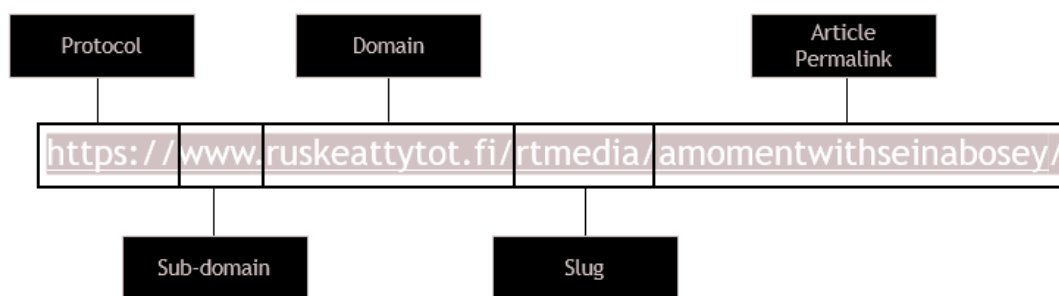 Protocol
Domain
Article
Permalink
https://www.ruskeattytot.fi/rtmedia/amomentwithseinabosey/
Sub-domain
Slug